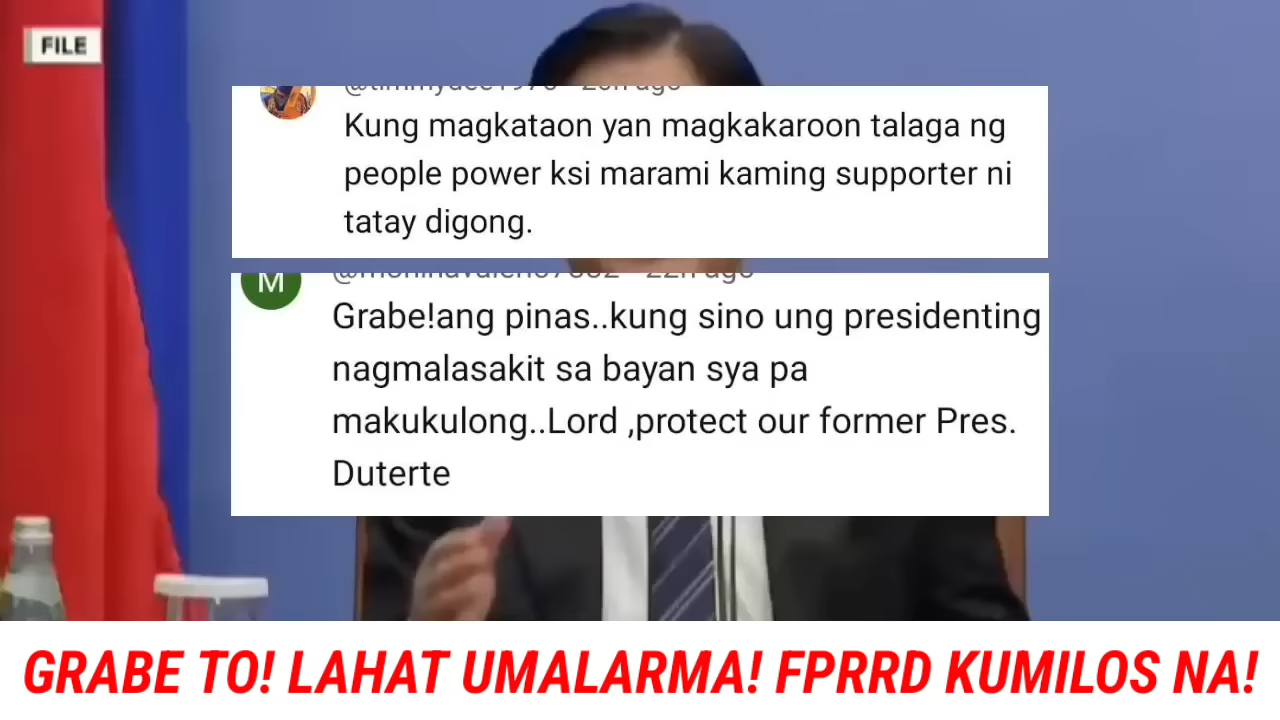 FILE
Kung magkataon yan magkakaroon talaga ng
people power ksi marami kaming supporter ni
tatay digong.
M
Grabe!ang pinas..kung sino ung presidenting
nagmalasakit sa bayan sya pa
makukulong..Lord ,protect our former Pres.
Duterte
GRABE TO! LAHAT UMALARMA! FPRRD KUMILOS NA!